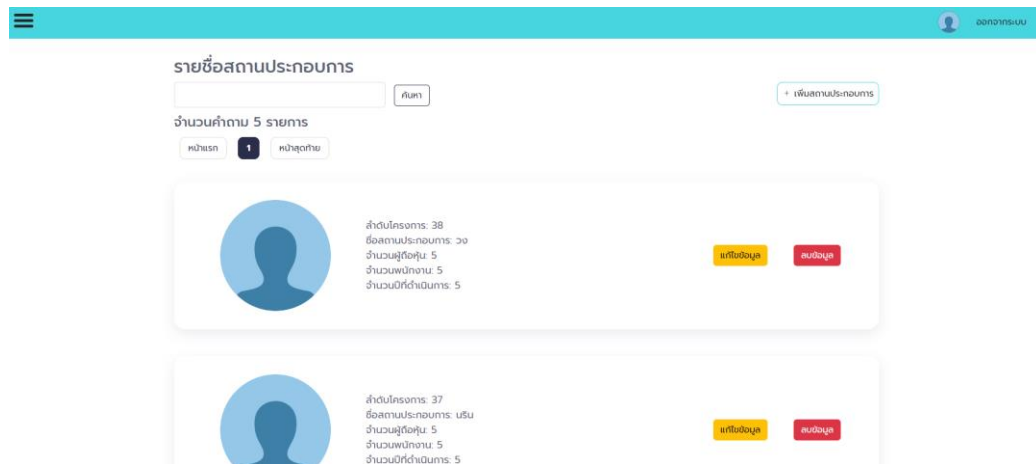 ออกจากระบบ
รายชื่อสถานประกอบการ
ค้นหา
+ เพิ่มสถานประกอบการ
จำนวนคำถาม 5 รายการ
หน้าแรก 1 หน้าสุดท้าย
ลำดับโครงการ: 38
ชื่อสถานประกอบการ: วง
จำนวนผู้ถือหุ้น: 5
จำนวนพนักงาน: 5
จำนวนปีที่ดำเนินการ: 5
แก้ไขข้อมูล ลบข้อมูล
ลำดับโครงการ: 37
ชื่อสถานประกอบการ: นริน
จำนวนผู้ถือหุ้น: 5
จำนวนพนักงาน: 5
จำนวนปีที่ดำเนินการ: 5
แก้ไขข้อมูล ลบข้อมูล